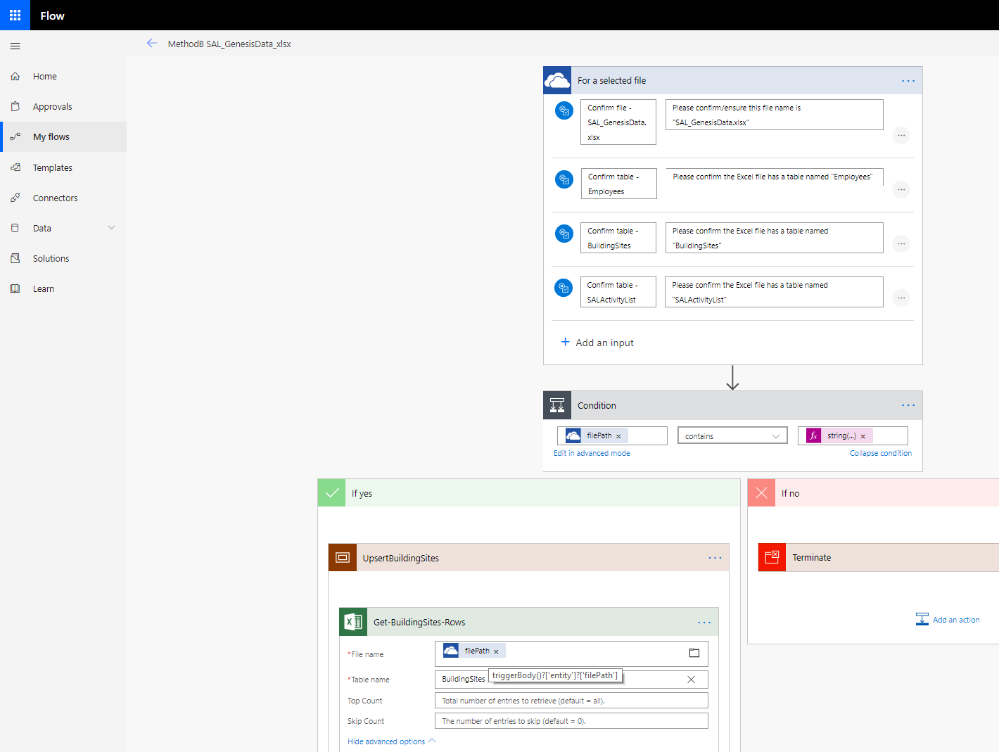 Flow
MethodB SAL_GenesisData_xlsx
Home
Approvals
My flows
Templates
Connectors
Data
Solutions
Learn
For a selected file
Confirm file -
SAL_GenesisData.
xlsx
Please confirm/ensure this file name is
"SAL_GenesisData.xlsx"
Confirm table -
Employees
Please confirm the Excel file has a table named "Employees"
Confirm table -
BuildingSites
Please confirm the Excel file has a table named
"BuildingSites"
Confirm table -
SALActivityList
Please confirm the Excel file has a table named
"SALActivityList"
+ Add an input
Condition
filePath ×
contains
fx string(...) ×
Edit in advanced mode
Collapse condition
If yes
UpsertBuildingSites
Get-BuildingSites-Rows
*File name
filePath ×
triggerBody()?['entity']?['filePath']
*Table name
BuildingSites
Top Count
Total number of entries to retrieve (default = all).
Skip Count
The number of entries to skip (default = 0).
Hide advanced options
If no
Terminate
Add an action